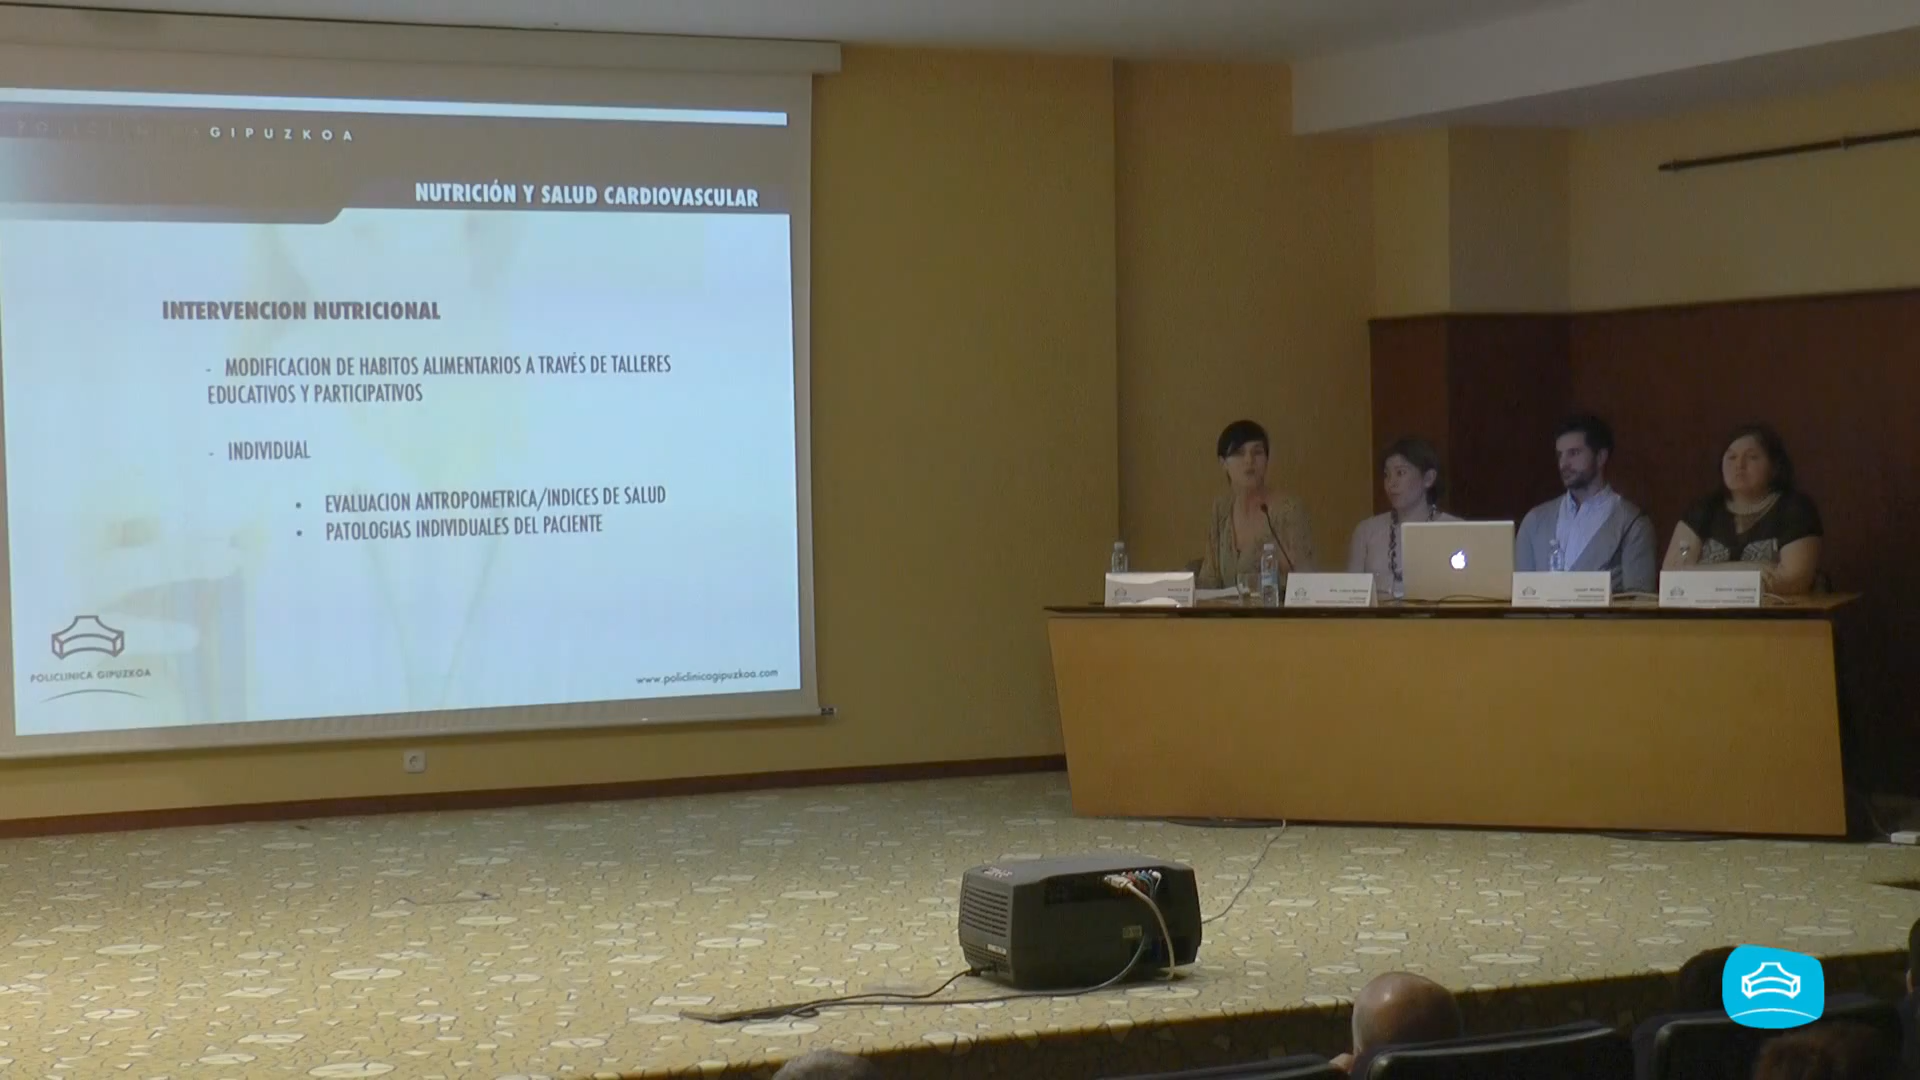 POLICLINICA GIPUZKOA
NUTRICIÓN Y SALUD CARDIOVASCULAR
INTERVENCION NUTRICIONAL
- MODIFICACION DE HABITOS ALIMENTARIOS A TRAVÉS DE TALLERES
EDUCATIVOS Y PARTICIPATIVOS
- INDIVIDUAL
• EVALUACION ANTROPOMETRICA/INDICES DE SALUD
• PATOLOGIAS INDIVIDUALES DEL PACIENTE
POLICLINICA GIPUZKOA
www.policlinicagipuzkoa.com